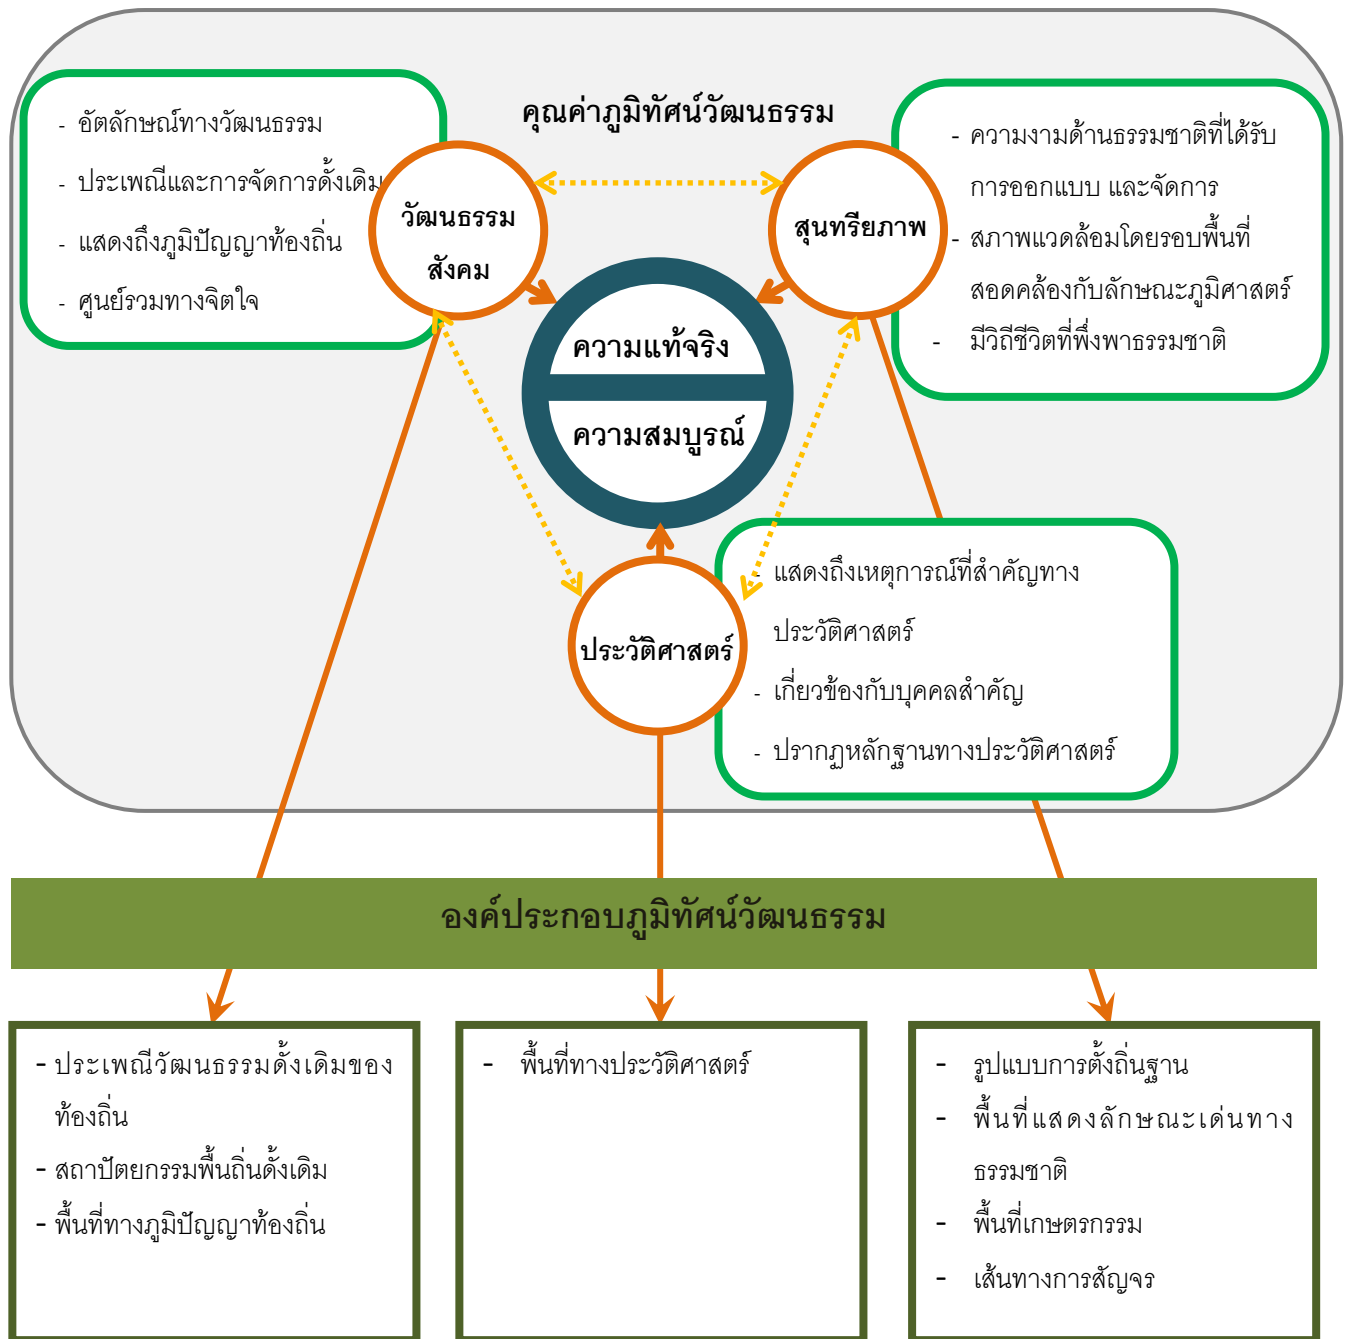 คุณค่าภูมิทัศน์วัฒนธรรม
- อัตลักษณ์ทางวัฒนธรรม
- ประเพณีและการจัดการดั้งเดิม
- แสดงถึงภูมิปัญญาท้องถิ่น
- ศูนย์รวมทางจิตใจ
วัฒนธรรม
สังคม
สุนทรียภาพ
- ความงามด้านธรรมชาติที่ได้รับ
การออกแบบ และจัดการ
- สภาพแวดล้อมโดยรอบพื้นที่
สอดคล้องกับลักษณะภูมิศาสตร์
- มีวิถีชีวิตที่พึ่งพาธรรมชาติ
ความแท้จริง
ความสมบูรณ์
ประวัติศาสตร์
- แสดงถึงเหตุการณ์ที่สำคัญทาง
ประวัติศาสตร์
- เกี่ยวข้องกับบุคคลสำคัญ
- ปรากฏหลักฐานทางประวัติศาสตร์
องค์ประกอบภูมิทัศน์วัฒนธรรม
- ประเพณีวัฒนธรรมดั้งเดิมของ
ท้องถิ่น
- สถาปัตยกรรมพื้นถิ่นดั้งเดิม
- พื้นที่ทางภูมิปัญญาท้องถิ่น
- พื้นที่ทางประวัติศาสตร์
- รูปแบบการตั้งถิ่นฐาน
- พื้นที่แสดงลักษณะเด่นทาง
ธรรมชาติ
- พื้นที่เกษตรกรรม
- เส้นทางการสัญจร